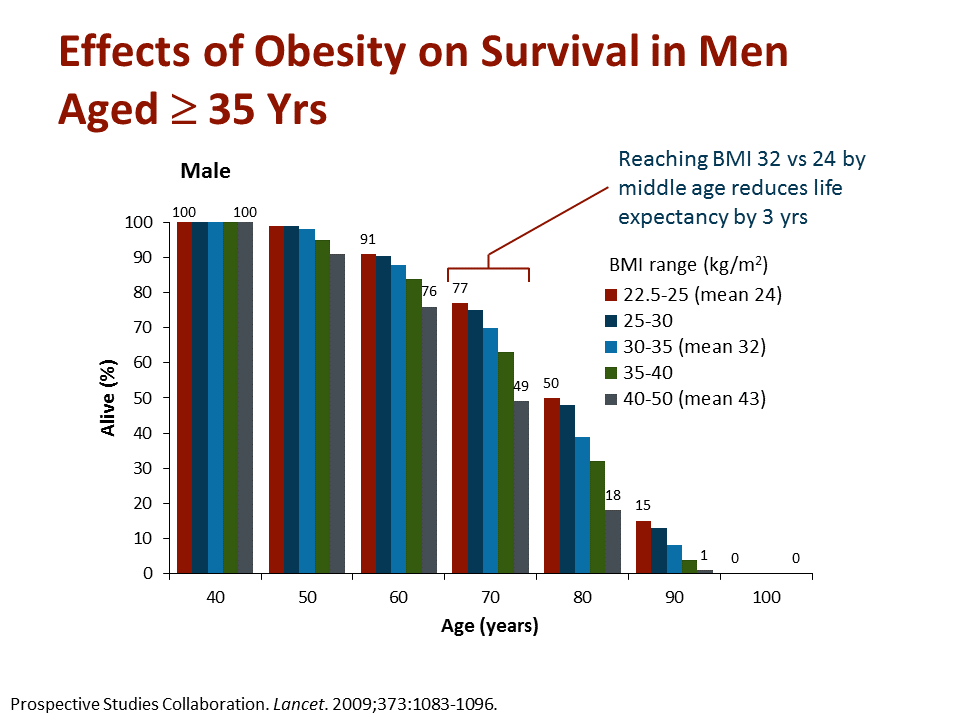 Effects of Obesity on Survival in Men
Aged ≥ 35 Yrs
Male
Reaching BMI 32 vs 24 by
middle age reduces life
expectancy by 3 yrs
BMI range (kg/m²)
22.5-25 (mean 24)
25-30
30-35 (mean 32)
35-40
40-50 (mean 43)
Alive (%)
100
90
80
70
60
50
40
30
20
10
0
100 100
91 76
77 49
50 18
15 1
0 0
40 50 60 70 80 90 100
Age (years)
Prospective Studies Collaboration. Lancet. 2009;373:1083-1096.